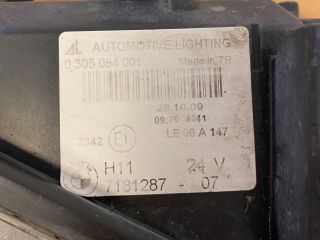 AL AUTOMOTIVE LIGHTING
0 305 064 001 Made in TR
28.10.09
09:28 4041
2342 E1 LE 06 A 147
H11 24 V
7181287 - 07